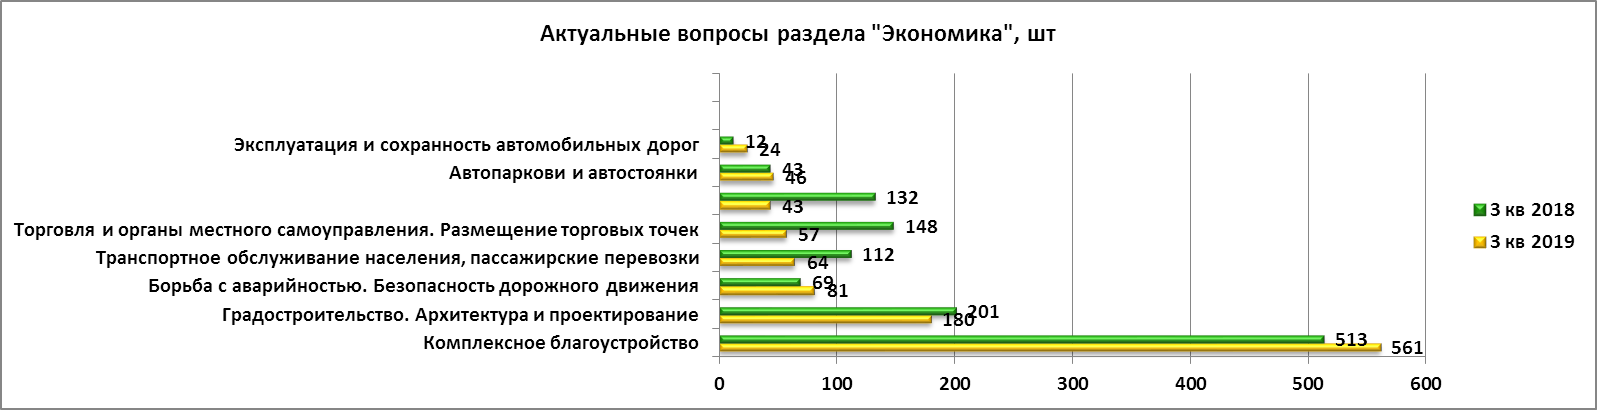 Актуальные вопросы раздела "Экономика", шт
Эксплуатация и сохранность автомобильных дорог
12
24
Автопаркови и автостоянки
43
46
132
43
Торговля и органы местного самоуправления. Размещение торговых точек
148
57
Транспортное обслуживание населения, пассажирские перевозки
112
64
Борьба с аварийностью. Безопасность дорожного движения
69
81
Градостроительство. Архитектура и проектирование
201
180
Комплексное благоустройство
513
561
0 100 200 300 400 500 600
3 кв 2018
3 кв 2019